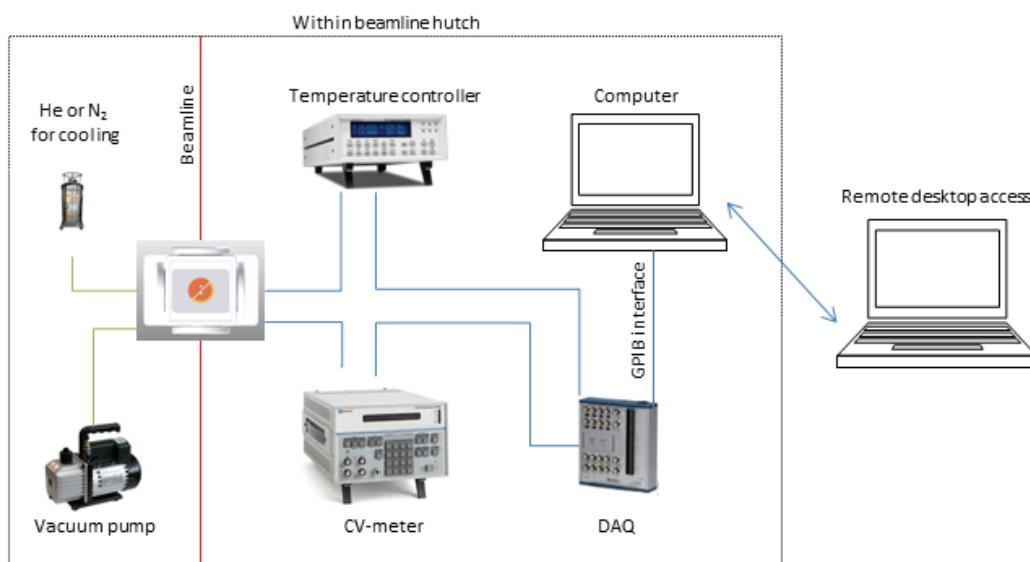 Within beamline hutch
He or N₂
for cooling
Beamline
Temperature controller
Computer
Remote desktop access
GPIB interface
Vacuum pump
CV-meter
DAQ